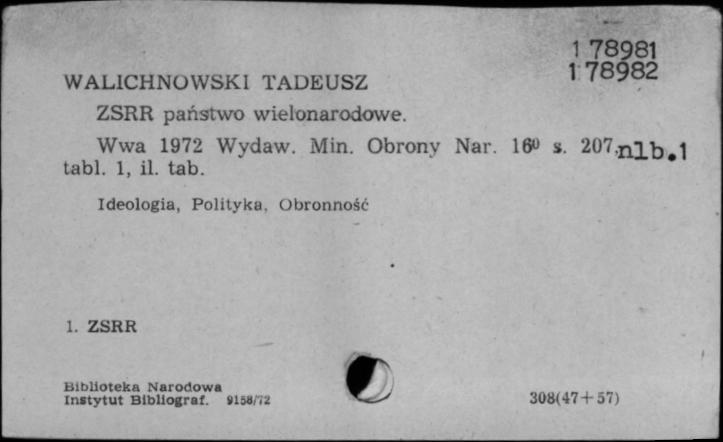 1 78981
1 78982
WALICHNOWSKI TADEUSZ
ZSRR państwo wielonarodowe.
Wwa 1972 Wydaw. Min. Obrony Nar. 16⁰ s. 207, nlb.1
tabl. 1, il. tab.
Ideologia, Polityka, Obronność
1. ZSRR
Biblioteka Narodowa
Instytut Bibliograf. 9158/72
308(47+57)